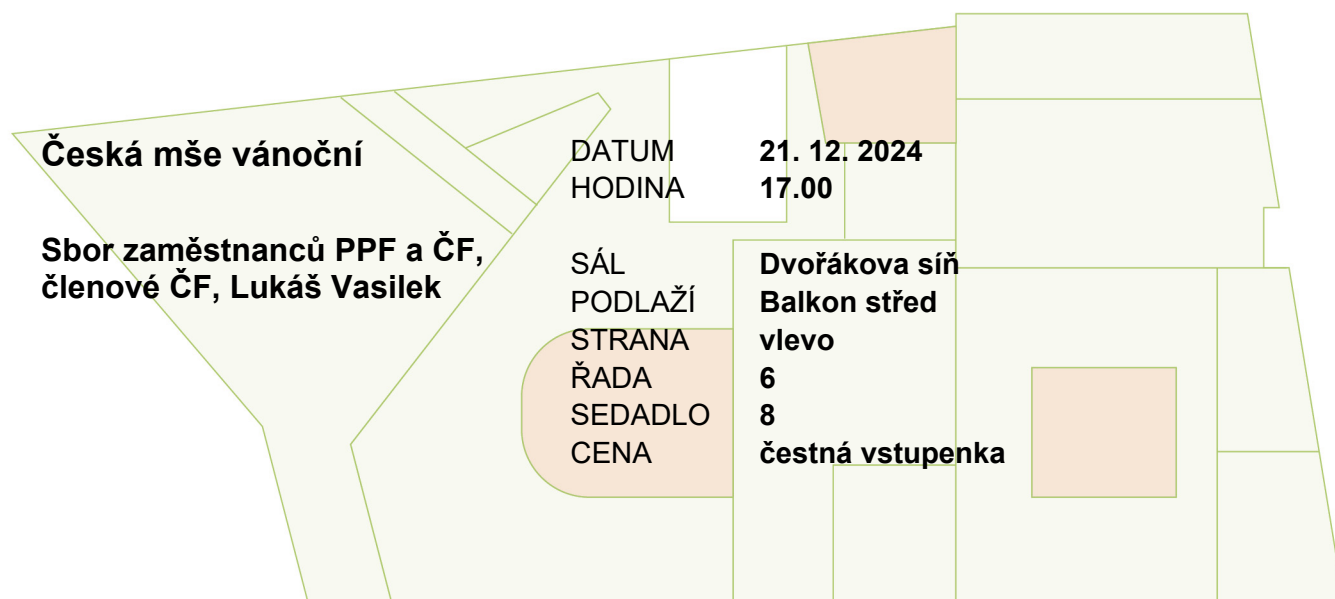 Česká mše vánoční
Sbor zaměstnanců PPF a ČF,
členové ČF, Lukáš Vasilek
DATUM 21. 12. 2024
HODINA 17.00
SÁL Dvořákova síň
PODLAŽÍ Balkon střed
STRANA vlevo
ŘADA 6
SEDADLO 8
CENA čestná vstupenka